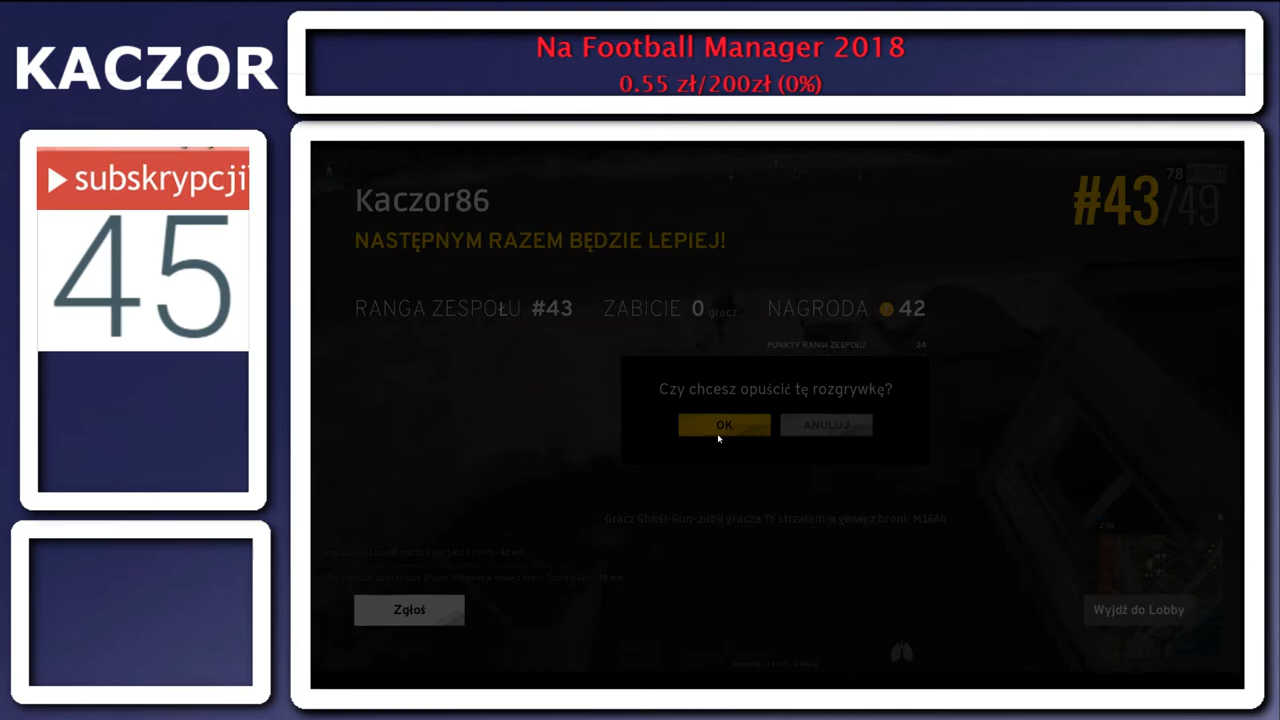 KACZOR
Na Football Manager 2018
0.55 zł/200zł (0%)
subskrypcji
45
Kaczor86
78
#43/49
NASTĘPNYM RAZEM BĘDZIE LEPIEJ!
RANGA ZESPOŁU #43 ZABICIE 0 gracz NAGRODA 42
PUNKTY RANGI ZESPOŁU 24
Czy chcesz opuścić tę rozgrywkę?
OK ANULUJ
Gracz Ghost-Gun-zabił gracza TY strzałem w głowę z broni: M16A4
Zgłoś
Wyjdź do Lobby